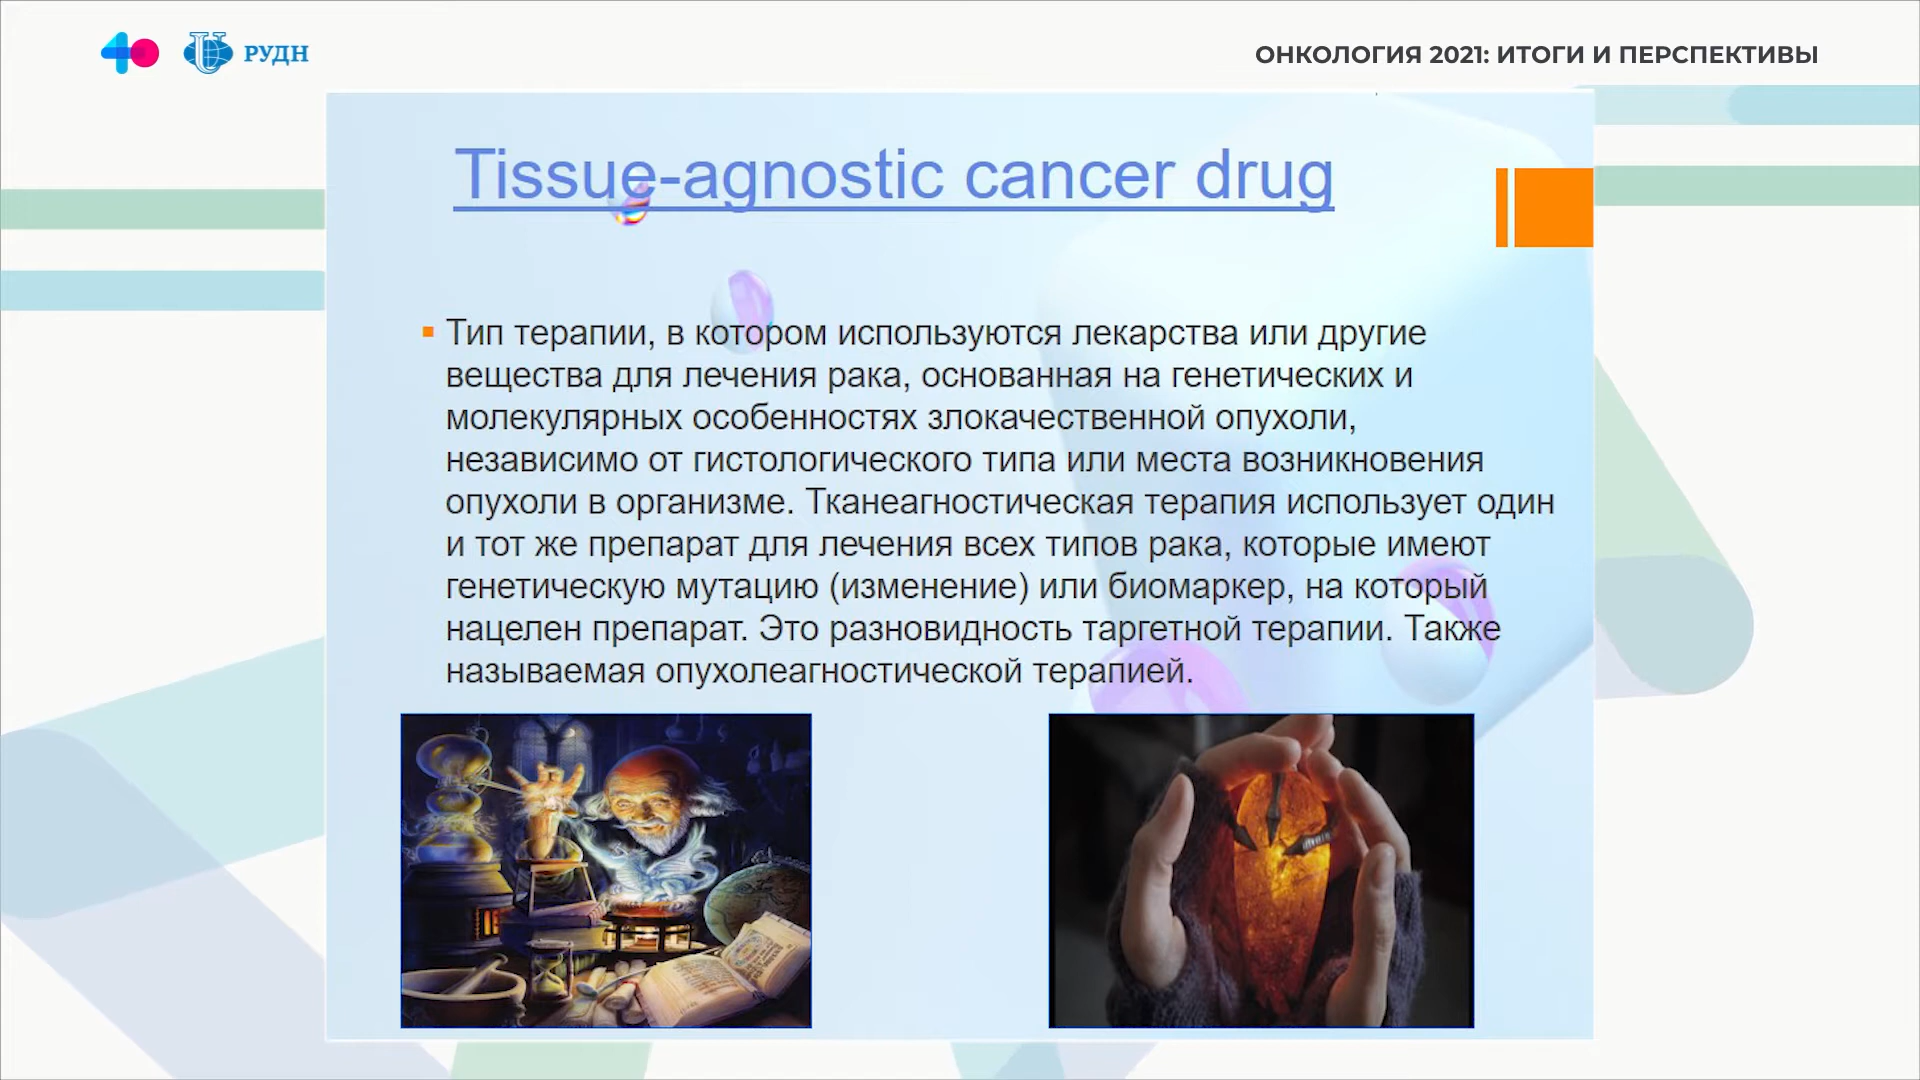 40 РУДН
ОНКОЛОГИЯ 2021: ИТОГИ И ПЕРСПЕКТИВЫ
Tissue-agnostic cancer drug
Тип терапии, в котором используются лекарства или другие
вещества для лечения рака, основанная на генетических и
молекулярных особенностях злокачественной опухоли,
независимо от гистологического типа или места возникновения
опухоли в организме. Тканеагностическая терапия использует один
и тот же препарат для лечения всех типов рака, которые имеют
генетическую мутацию (изменение) или биомаркер, на который
нацелен препарат. Это разновидность таргетной терапии. Также
называемая опухолеагностической терапией.